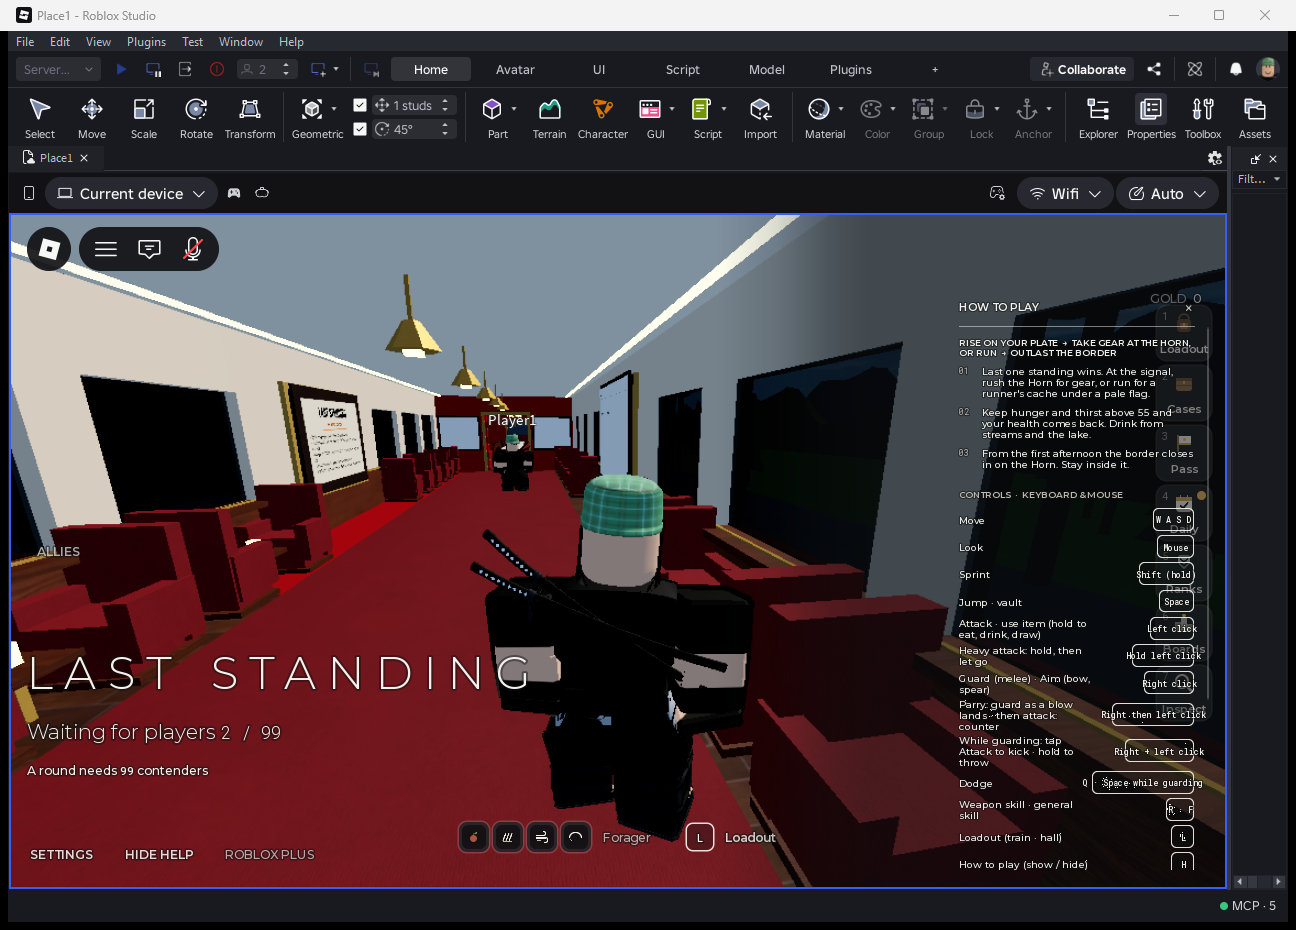 Place1 - Roblox Studio
File Edit View Plugins Test Window Help
Server... 2 Home Avatar UI Script Model Plugins + Collaborate
Select Move Scale Rotate Transform Geometric 1 studs 45° Part Terrain Character GUI Script Import Material Color Group Lock Anchor Explorer Properties Toolbox Assets
Place1
Filt...
Current device Wifi Auto
GOLD 0
HOW TO PLAY x
RISE ON YOUR PLATE → TAKE GEAR AT THE HORN,
OR RUN → OUTLAST THE BORDER
01 Last one standing wins. At the signal,
rush the Horn for gear, or run for a
runner's cache under a pale flag.
02 Keep hunger and thirst above 55 and
your health comes back. Drink from
streams and the lake.
03 From the first afternoon the border closes
in on the Horn. Stay inside it.
CONTROLS · KEYBOARD & MOUSE
Move W A S D
Look Mouse
Sprint Shift (hold)
Jump · vault Space
Attack · use item (hold to
eat, drink, draw) Left click
Heavy attack: hold, then
let go Hold left click
Guard (melee) · Aim (bow,
spear) Right click
Parry: guard as a blow
lands, then attack:
counter Right then left click
While guarding: tap
Attack to kick · hold to
throw Right + left click
Dodge Q · Space while guarding
Weapon skill · general
skill R · F
Loadout (train · hall) L
How to play (show / hide) H
1 Loadout
2 Cases
3 Pass
4 Daily
Ranks
Boards
Inspect
Player1
ALLIES
LAST STANDING
Waiting for players 2 / 99
A round needs 99 contenders
SETTINGS HIDE HELP ROBLOX PLUS
Forager L Loadout
MCP · 5